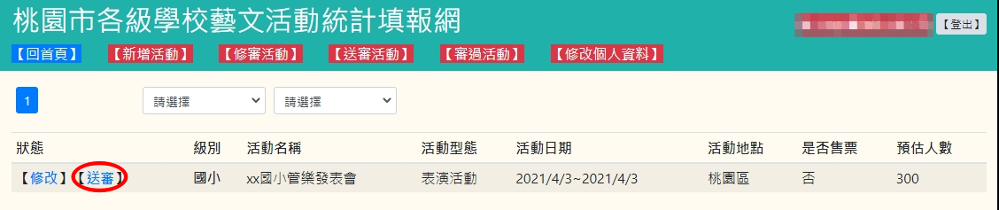 桃園市各級學校藝文活動統計填報網
【登出】
【回首頁】 【新增活動】 【修審活動】 【送審活動】 【審過活動】 【修改個人資料】
1 請選擇 請選擇
狀態 級別 活動名稱 活動型態 活動日期 活動地點 是否售票 預估人數
【修改】【送審】 國小 xx國小管樂發表會 表演活動 2021/4/3~2021/4/3 桃園區 否 300